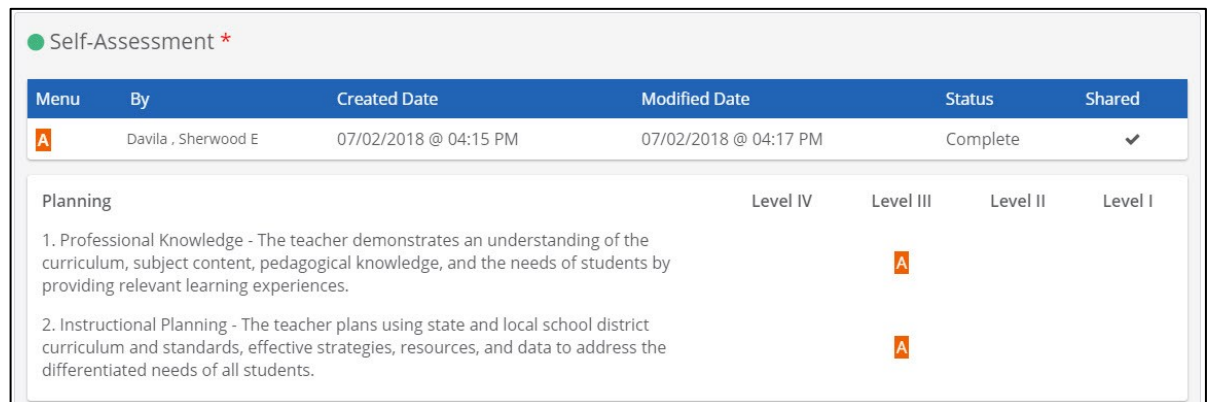 Self-Assessment *
Menu By Created Date Modified Date Status Shared
A Davila , Sherwood E 07/02/2018 @ 04:15 PM 07/02/2018 @ 04:17 PM Complete ✔
Planning Level IV Level III Level II Level I
1. Professional Knowledge - The teacher demonstrates an understanding of the
curriculum, subject content, pedagogical knowledge, and the needs of students by
providing relevant learning experiences.
A
2. Instructional Planning - The teacher plans using state and local school district
curriculum and standards, effective strategies, resources, and data to address the
differentiated needs of all students.
A